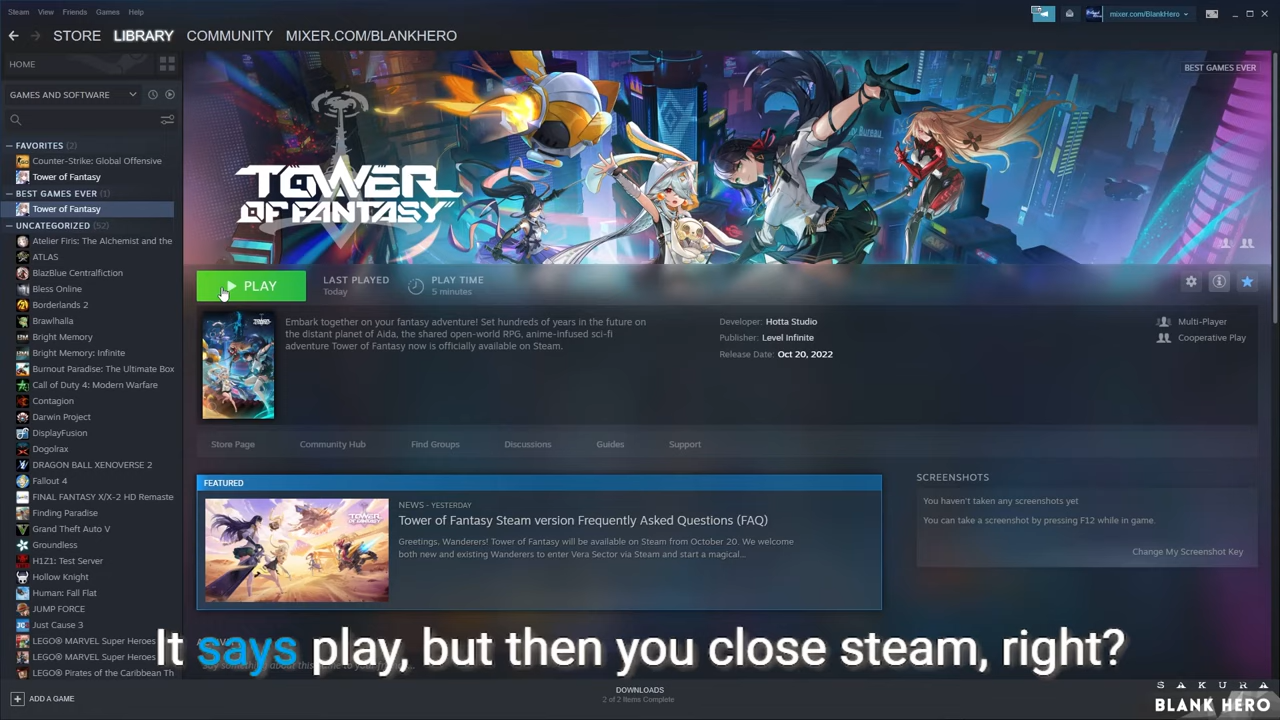 Steam View Friends Games Help
mixer.com/BlankHero
STORE LIBRARY COMMUNITY MIXER.COM/BLANKHERO
HOME
BEST GAMES EVER
GAMES AND SOFTWARE
FAVORITES (2)
Counter-Strike: Global Offensive
Tower of Fantasy
BEST GAMES EVER (1)
Tower of Fantasy
UNCATEGORIZED (52)
Atelier Firis: The Alchemist and the
ATLAS
BlazBlue Centralfiction
Bless Online
Borderlands 2
Brawlhalla
Bright Memory
Bright Memory: Infinite
Burnout Paradise: The Ultimate Box
Call of Duty 4: Modern Warfare
Contagion
Darwin Project
DisplayFusion
Dogolrax
DRAGON BALL XENOVERSE 2
Fallout 4
FINAL FANTASY X/X-2 HD Remaste
Finding Paradise
Grand Theft Auto V
Groundless
H1Z1: Test Server
Hollow Knight
Human: Fall Flat
JUMP FORCE
Just Cause 3
LEGO® MARVEL Super Heroes
LEGO® MARVEL Super Heroes
LEGO® Pirates of the Caribbean Th
ADD A GAME
TOWER
OF FANTASY
PLAY
LAST PLAYED
Today
PLAY TIME
5 minutes
Embark together on your fantasy adventure! Set hundreds of years in the future on
the distant planet of Aida, the shared open-world RPG, anime-infused sci-fi
adventure Tower of Fantasy now is officially available on Steam.
Developer: Hotta Studio
Publisher: Level Infinite
Release Date: Oct 20, 2022
Multi-Player
Cooperative Play
Store Page Community Hub Find Groups Discussions Guides Support
FEATURED
NEWS - YESTERDAY
Tower of Fantasy Steam version Frequently Asked Questions (FAQ)
Greetings, Wanderers! Tower of Fantasy will be available on Steam from October 20. We welcome
both new and existing Wanderers to enter Vera Sector via Steam and start a magical...
SCREENSHOTS
You haven't taken any screenshots yet
You can take a screenshot by pressing F12 while in game.
Change My Screenshot Key
It says play, but then you close steam, right?
DOWNLOADS
2 of 2 Items Complete
SAKURA
BLANK HERO